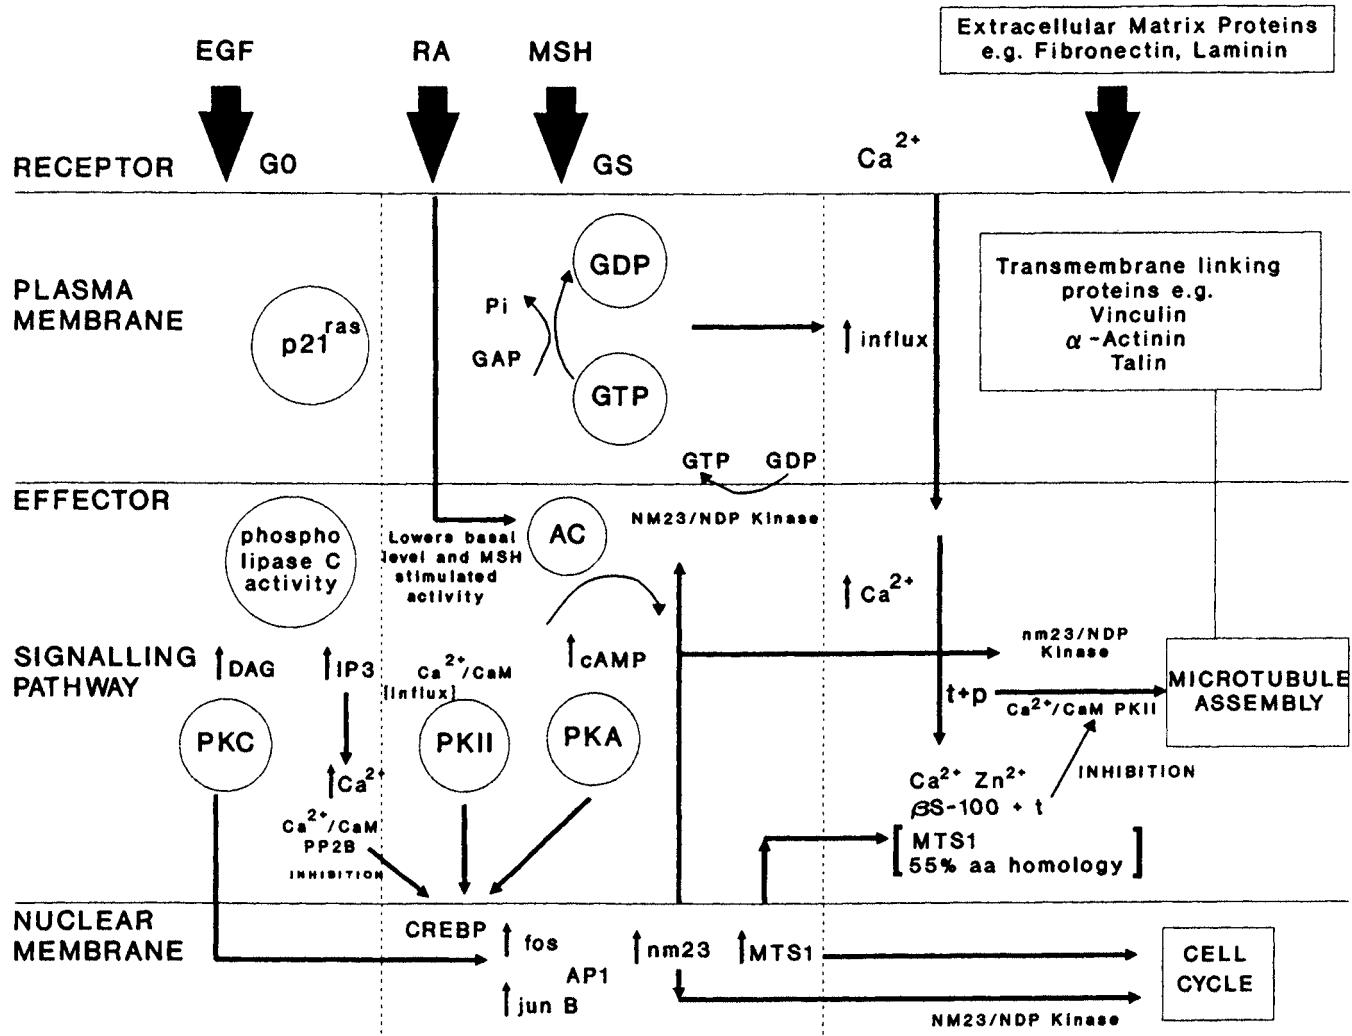 Extracellular Matrix Proteins
e.g. Fibronectin, Laminin
EGF
RA
MSH
RECEPTOR
G0
GS
Ca2+
PLASMA
MEMBRANE
p21ras
GDP
Pi
GAP
GTP
influx
Transmembrane linking
proteins e.g.
Vinculin
α-Actinin
Talin
GTP
GDP
NM23/NDP Kinase
EFFECTOR
phospho
lipase C
activity
Lowers basal
level and MSH
stimulated
activity
AC
Ca2+
SIGNALLING
PATHWAY
DAG
IP3
Ca2+/CaM
[Influx]
cAMP
nm23/NDP
Kinase
t+p
Ca2+/CaM PKII
MICROTUBULE
ASSEMBLY
PKC
PKII
PKA
Ca2+
Ca2+/CaM
PP2B
INHIBITION
Ca2+ Zn2+
βS-100 + t
INHIBITION
[MTS1
55% aa homology]
NUCLEAR
MEMBRANE
CREBP
fos
AP1
jun B
nm23
MTS1
CELL
CYCLE
NM23/NDP Kinase